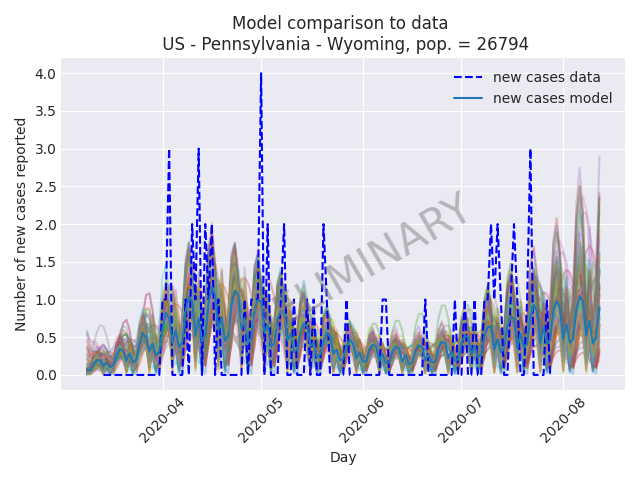 Model comparison to data
US - Pennsylvania - Wyoming, pop. = 26794
new cases data
new cases model
Number of new cases reported
4.0
3.5
3.0
2.5
2.0
1.5
1.0
0.5
0.0
2020-04
2020-05
2020-06
2020-07
2020-08
Day